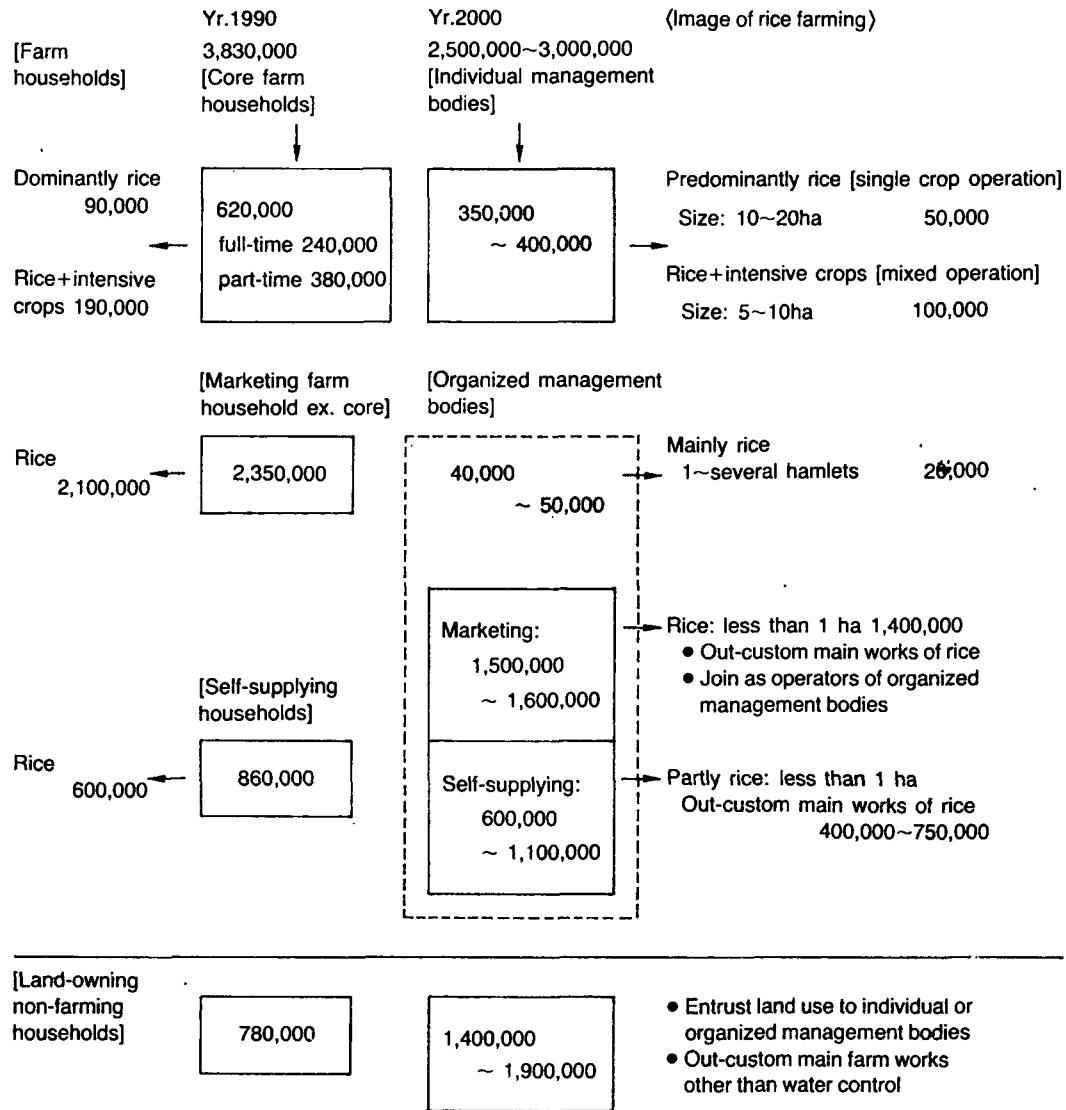 Yr.1990 Yr.2000 〈Image of rice farming〉
[Farm households] 3,830,000 2,500,000~3,000,000
[Core farm households] [Individual management bodies]
Dominantly rice
90,000
Rice+intensive
crops 190,000
620,000
full-time 240,000
part-time 380,000
350,000
~ 400,000
Predominantly rice [single crop operation]
Size: 10~20ha 50,000
Rice+intensive crops [mixed operation]
Size: 5~10ha 100,000
[Marketing farm
household ex. core]
[Organized management
bodies]
Rice
2,100,000
2,350,000
40,000
~ 50,000
Mainly rice
1~several hamlets
Marketing:
1,500,000
~ 1,600,000
Rice: less than 1 ha 1,400,000
● Out-custom main works of rice
● Join as operators of organized
management bodies
[Self-supplying
households]
Rice
600,000
860,000
Self-supplying:
600,000
~ 1,100,000
Partly rice: less than 1 ha
Out-custom main works of rice
400,000~750,000
[Land-owning
non-farming
households]
780,000
1,400,000
~ 1,900,000
● Entrust land use to individual or
organized management bodies
● Out-custom main farm works
other than water control